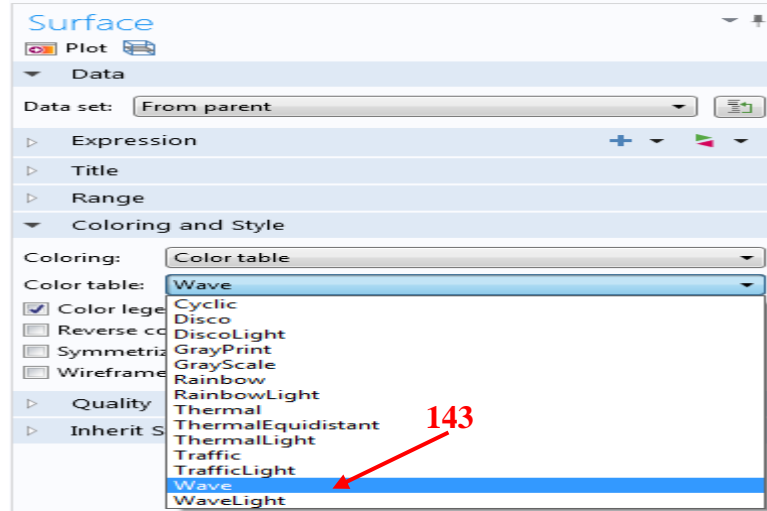 Surface
Plot
Data
Data set: From parent
Expression
Title
Range
Coloring and Style
Coloring: Color table
Color table: Wave
Color lege
Cyclic
Disco
Reverse co
DiscoLight
Symmetriz
GrayPrint
GrayScale
Wireframe
Rainbow
RainbowLight
Quality
Thermal
ThermalEquidistant
143
Inherit S
ThermalLight
Traffic
TrafficLight
Wave
WaveLight